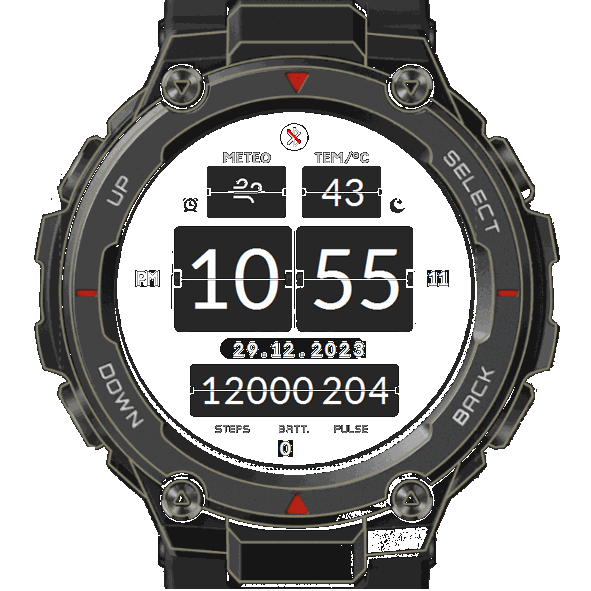 METEO TEM/°C
43
UP SELECT
PM 10 55 11
29.12.2023
12000 204
DOWN BACK
STEPS BATT. PULSE
0